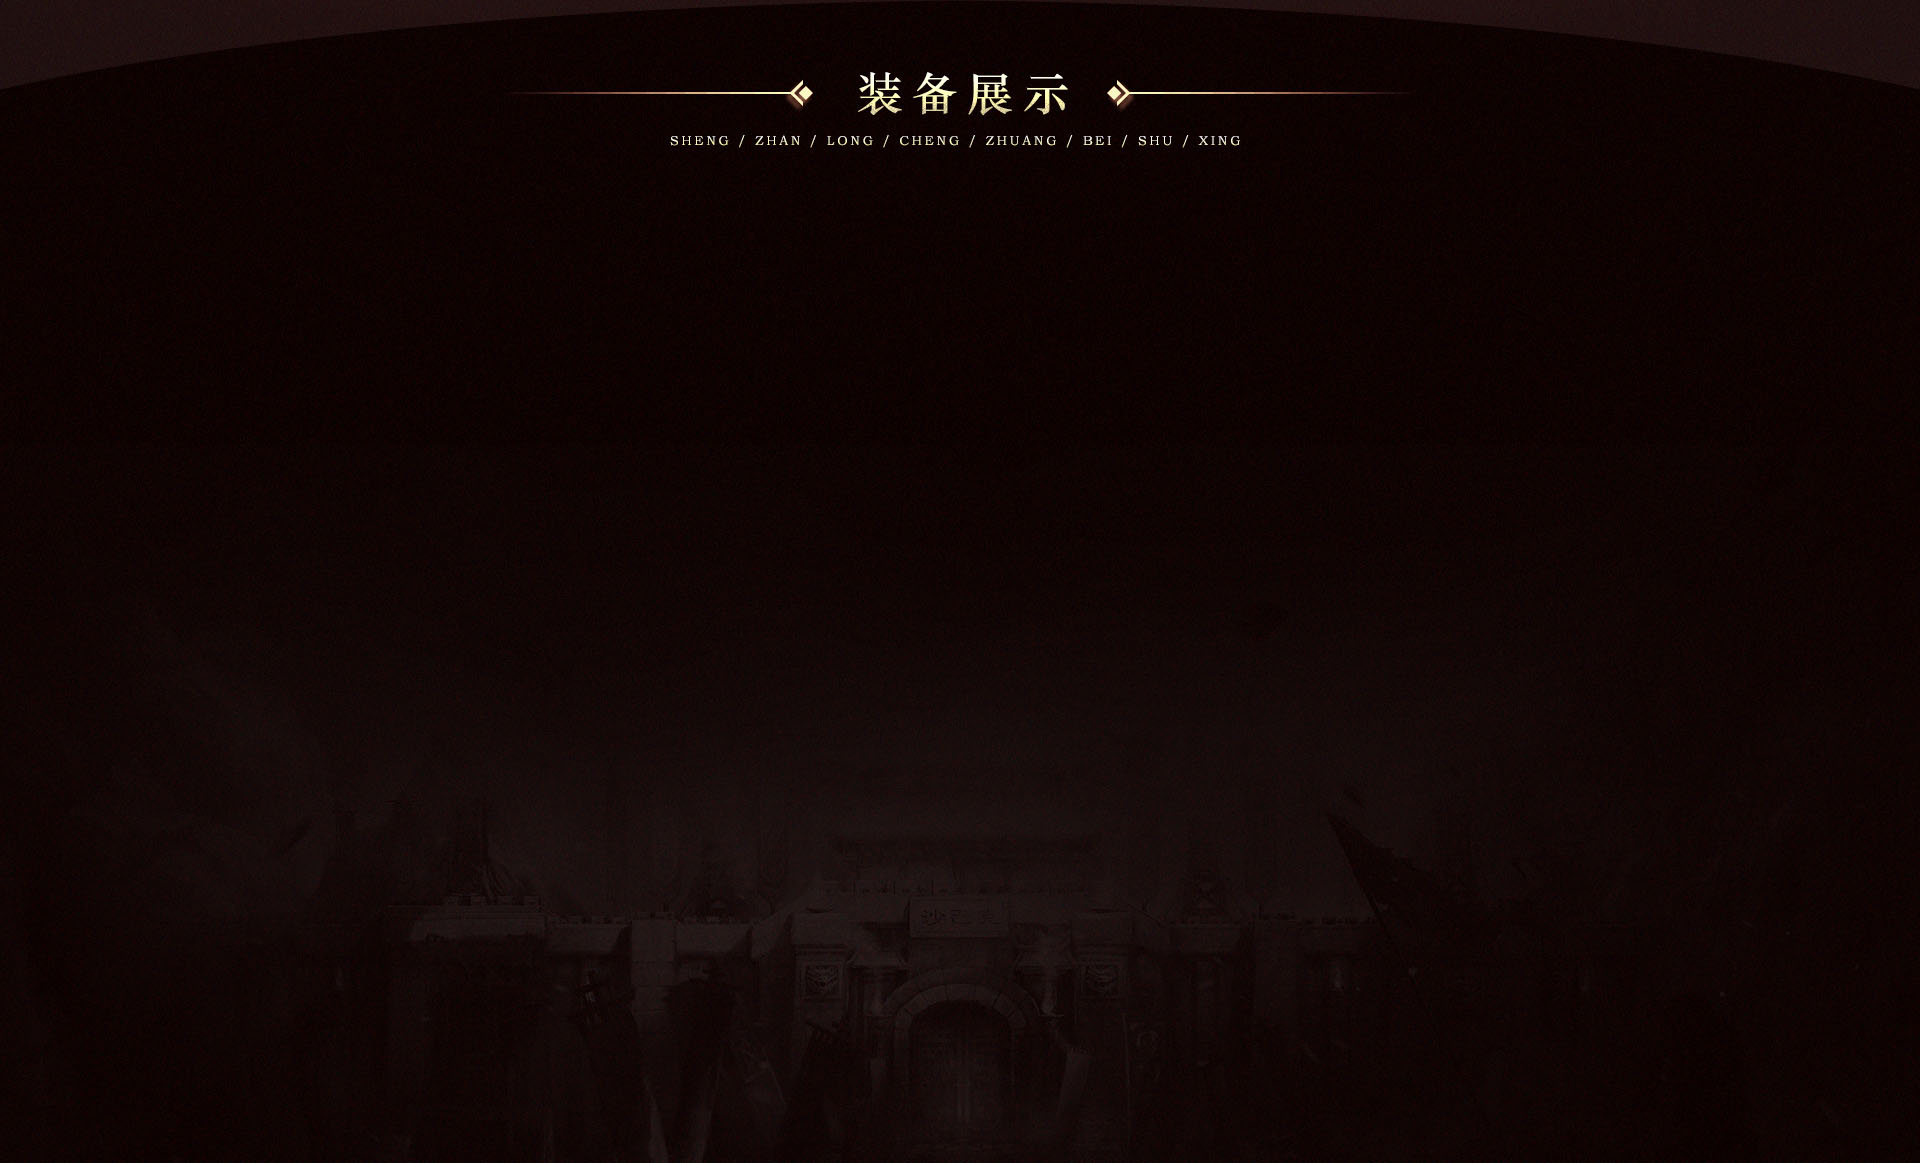 装备展示
SHENG / ZHAN / LONG / CHENG / ZHUANG / BEI / SHU / XING